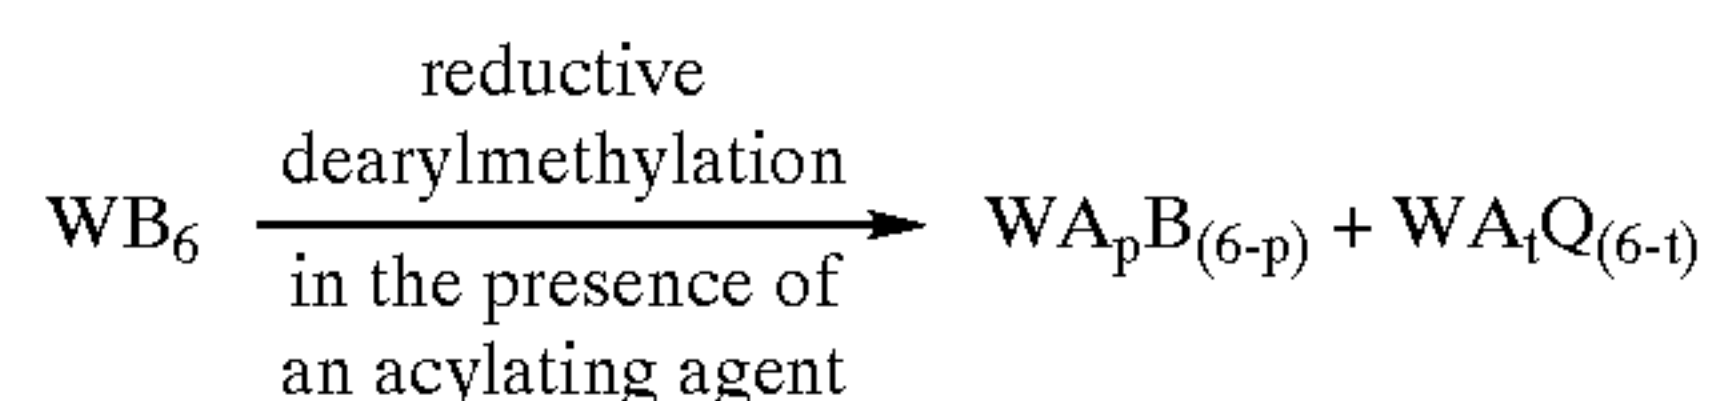 reductive
dearylmethylation
WB₆ WAₚB₍₆₋ₚ₎ + WAₜQ₍₆₋ₜ₎
in the presence of
an acylating agent